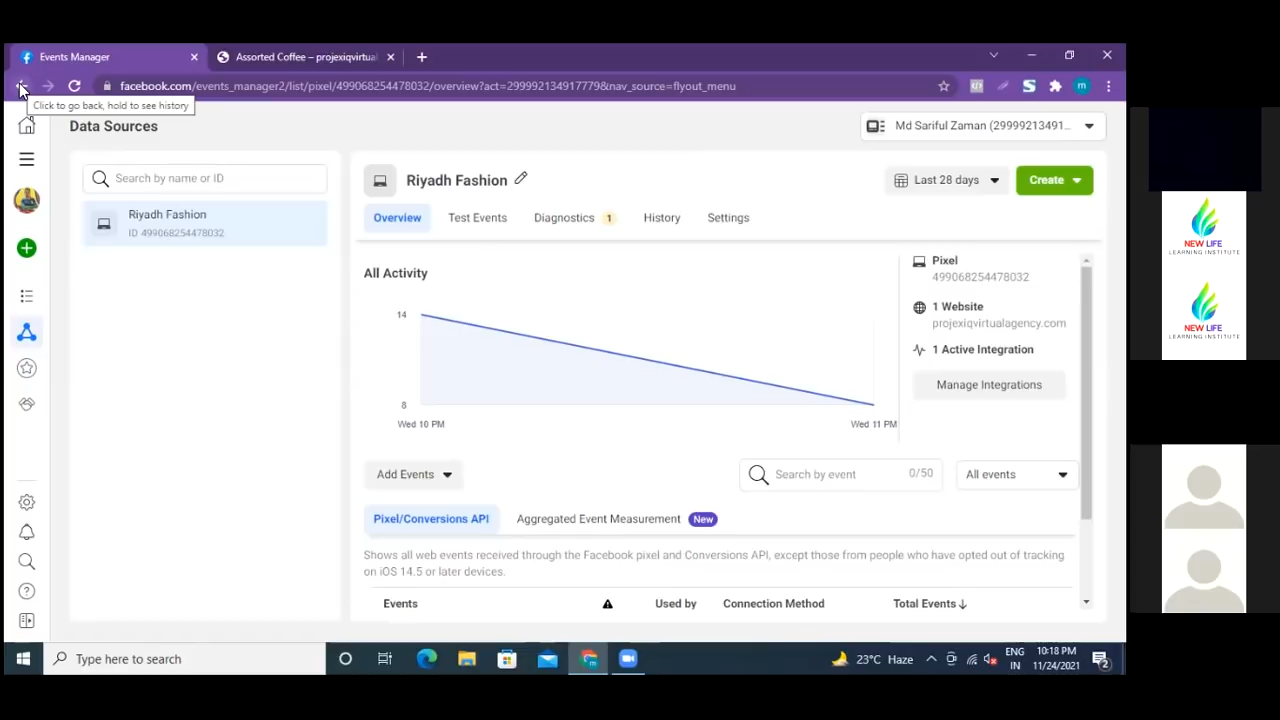 Events Manager
Assorted Coffee – projexiqvirtual
facebook.com/events_manager2/list/pixel/499068254478032/overview?act=299992134917779&nav_source=flyout_menu
Click to go back, hold to see history
Data Sources
Md Sariful Zaman (29999213491...
Search by name or ID
Riyadh Fashion
ID 499068254478032
Riyadh Fashion
Last 28 days
Create
Overview
Test Events
Diagnostics 1
History
Settings
All Activity
14
8
Wed 10 PM
Wed 11 PM
Pixel
499068254478032
1 Website
projexiqvirtualagency.com
1 Active Integration
Manage Integrations
Add Events
Search by event
0/50
All events
Pixel/Conversions API
Aggregated Event Measurement
New
Shows all web events received through the Facebook pixel and Conversions API, except those from people who have opted out of tracking
on iOS 14.5 or later devices.
Events
Used by
Connection Method
Total Events
Type here to search
23°C Haze
ENG
IN
10:18 PM
11/24/2021
2
NEW LIFE
LEARNING INSTITUTE
NEW LIFE
LEARNING INSTITUTE